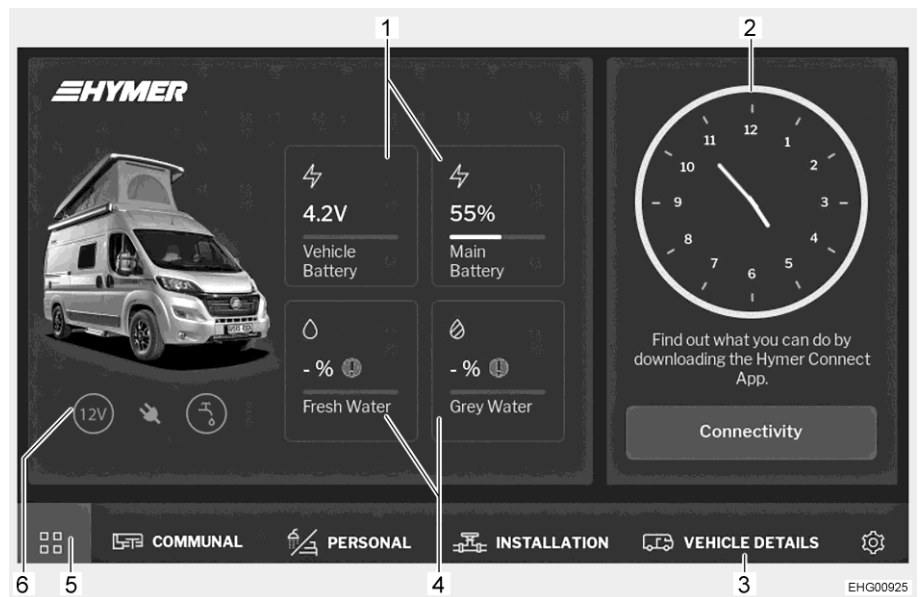 1
2
HYMER
4.2V
Vehicle
Battery
55%
Main
Battery
- %
Fresh Water
- %
Grey Water
12V
12
1
2
3
4
5
6
7
8
9
10
11
Find out what you can do by
downloading the Hymer Connect
App.
Connectivity
COMMUNAL
PERSONAL
INSTALLATION
VEHICLE DETAILS
6
5
4
3
EHG00925